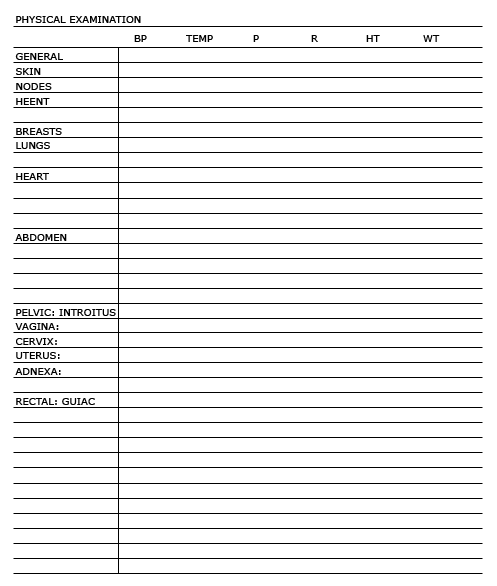 PHYSICAL EXAMINATION
BP TEMP P R HT WT
GENERAL
SKIN
NODES
HEENT
BREASTS
LUNGS
HEART
ABDOMEN
PELVIC: INTROITUS
VAGINA:
CERVIX:
UTERUS:
ADNEXA:
RECTAL: GUIAC